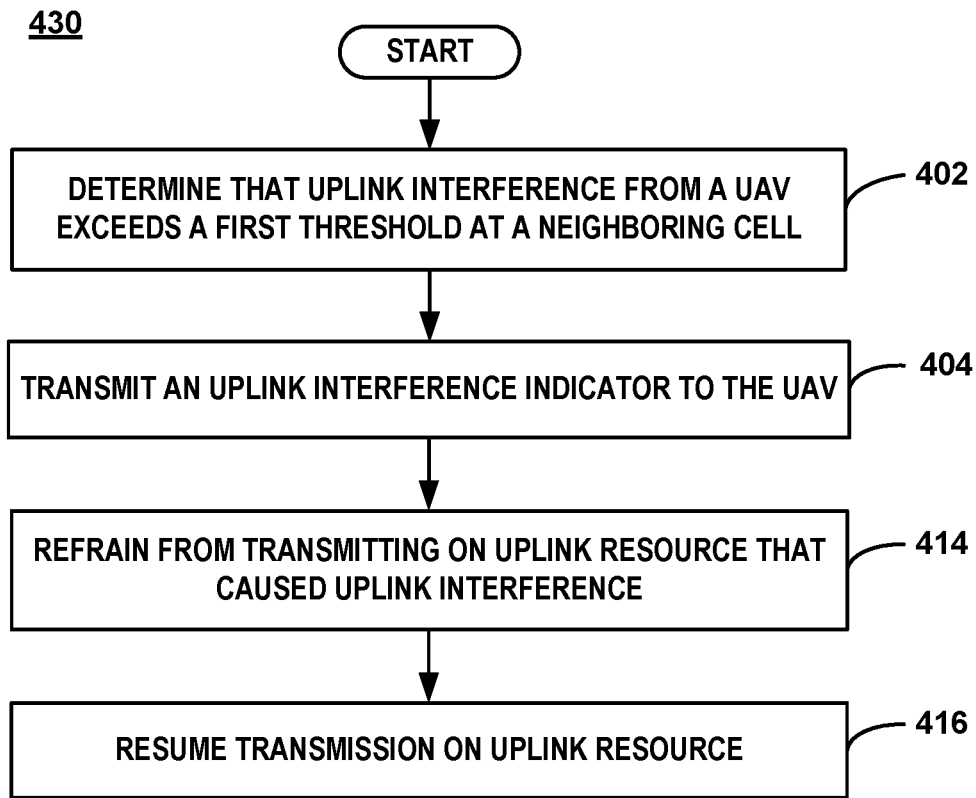 430
START
DETERMINE THAT UPLINK INTERFERENCE FROM A UAV
EXCEEDS A FIRST THRESHOLD AT A NEIGHBORING CELL
402
TRANSMIT AN UPLINK INTERFERENCE INDICATOR TO THE UAV
404
REFRAIN FROM TRANSMITTING ON UPLINK RESOURCE THAT
CAUSED UPLINK INTERFERENCE
414
RESUME TRANSMISSION ON UPLINK RESOURCE
416